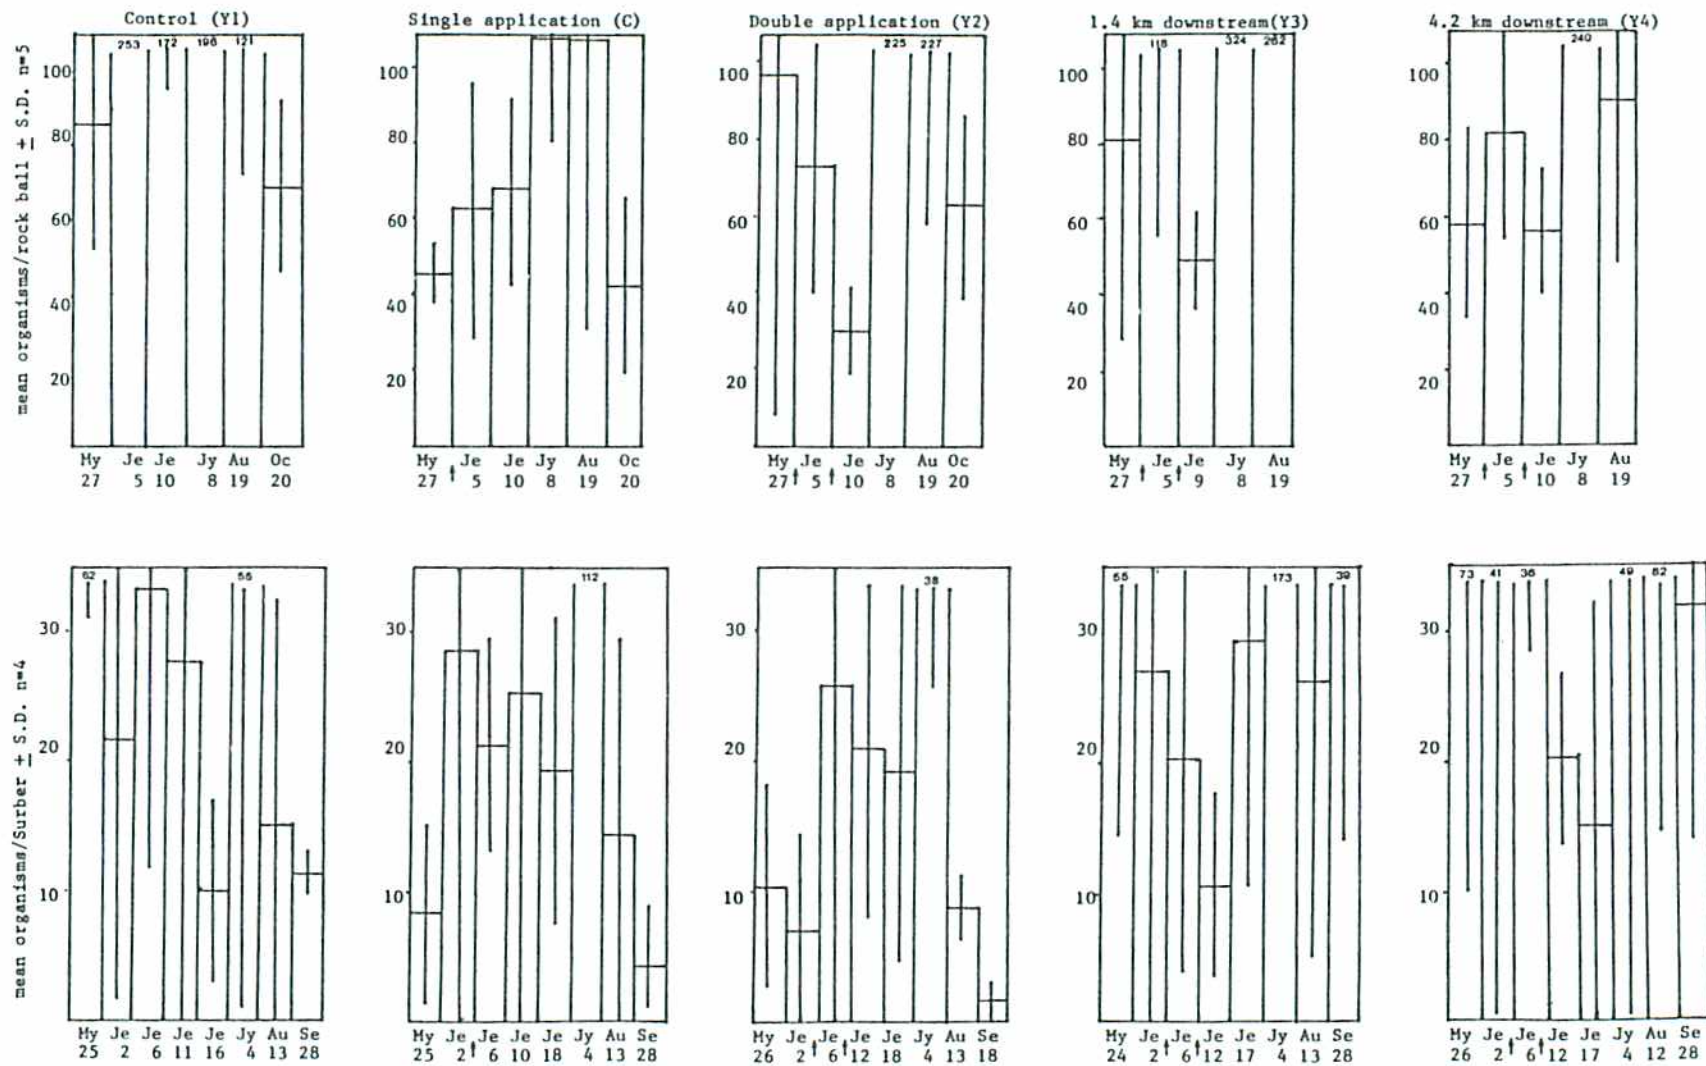 Control (Y1)
Single application (C)
Double application (Y2)
1.4 km downstream(Y3)
4.2 km downstream (Y4)
mean organisms/rock ball ± S.D. n=5
253 172 196 121
100
80
60
40
20
My Je Je Jy Au Oc
27 5 10 8 19 20
100
80
60
40
20
My Je Je Jy Au Oc
27 ↑ 5 10 8 19 20
225 227
100
80
60
40
20
My Je Je Jy Au Oc
27 ↑ 5 ↑ 10 8 19 20
118 324 262
100
80
60
40
20
My Je Je Jy Au
27 ↑ 5 ↑ 9 8 19
240
100
80
60
40
20
My Je Je Jy Au
27 ↑ 5 ↑ 10 8 19
mean organisms/Surber ± S.D. n=4
62 55
30
20
10
My Je Je Je Je Jy Au Se
25 2 6 11 16 4 13 28
112
30
20
10
My Je Je Je Je Jy Au Se
25 2 ↑ 6 10 18 4 13 28
38
30
20
10
My Je Je Je Je Jy Au Se
26 2 ↑ 6 ↑ 12 18 4 13 18
55 173 39
30
20
10
My Je Je Je Je Jy Au Se
24 2 ↑ 6 ↑ 12 17 4 13 28
73 41 36 49 82
30
20
10
My Je Je Je Je Jy Au Se
26 2 ↑ 6 ↑ 12 17 4 12 28